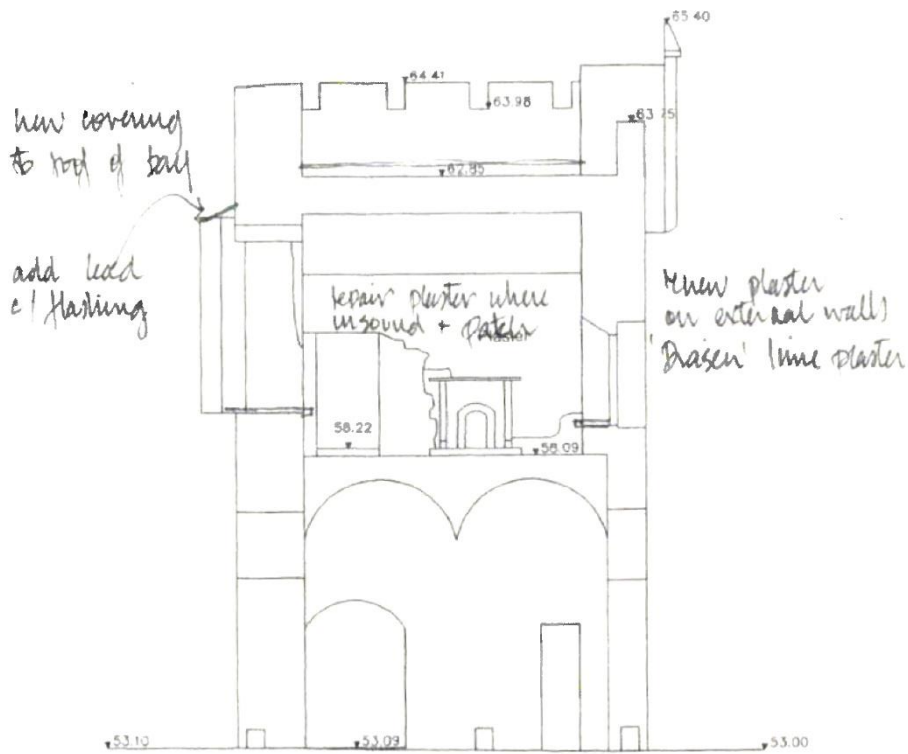 65.40
64.41
63.98
63.75
62.85
new covering
to roof of bay
add lead
c/ flashing
repair plaster where
unsound + patch
renew plaster
on external walls
'Drasen' lime plaster
58.22
58.09
53.10
53.09
53.00